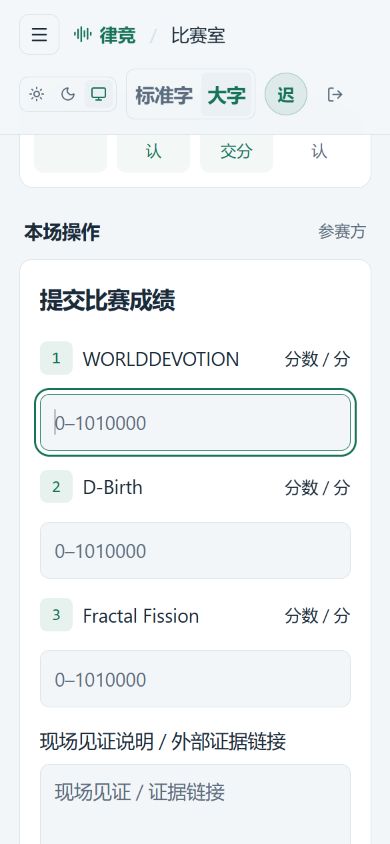 律竞 / 比赛室
标准字 大字 迟
认 交分 认
本场操作 参赛方
提交比赛成绩
1 WORLDDEVOTION 分数 / 分
0–1010000
2 D-Birth 分数 / 分
0–1010000
3 Fractal Fission 分数 / 分
0–1010000
现场见证说明 / 外部证据链接
现场见证 / 证据链接